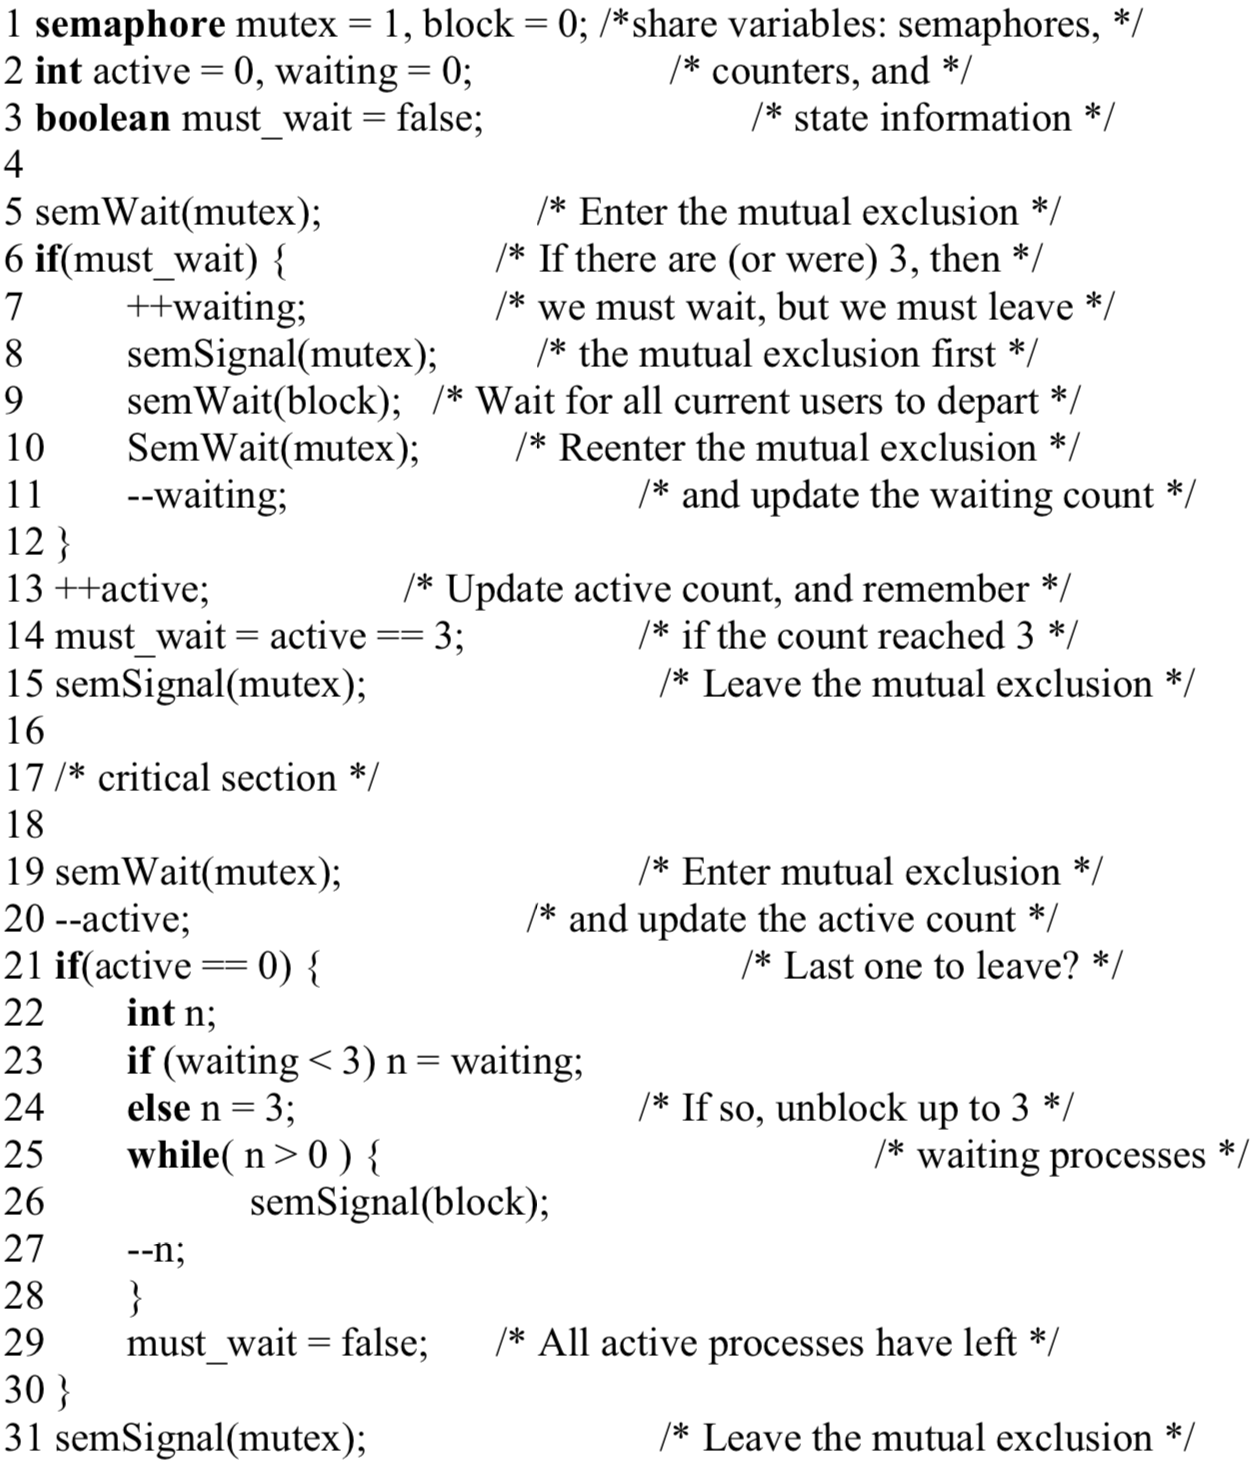 1 semaphore mutex = 1, block = 0; /*share variables: semaphores, */
2 int active = 0, waiting = 0; /* counters, and */
3 boolean must_wait = false; /* state information */
4
5 semWait(mutex); /* Enter the mutual exclusion */
6 if(must_wait) { /* If there are (or were) 3, then */
7 ++waiting; /* we must wait, but we must leave */
8 semSignal(mutex); /* the mutual exclusion first */
9 semWait(block); /* Wait for all current users to depart */
10 SemWait(mutex); /* Reenter the mutual exclusion */
11 --waiting; /* and update the waiting count */
12 }
13 ++active; /* Update active count, and remember */
14 must_wait = active == 3; /* if the count reached 3 */
15 semSignal(mutex); /* Leave the mutual exclusion */
16
17 /* critical section */
18
19 semWait(mutex); /* Enter mutual exclusion */
20 --active; /* and update the active count */
21 if(active == 0) { /* Last one to leave? */
22 int n;
23 if (waiting < 3) n = waiting;
24 else n = 3; /* If so, unblock up to 3 */
25 while( n > 0 ) { /* waiting processes */
26 semSignal(block);
27 --n;
28 }
29 must_wait = false; /* All active processes have left */
30 }
31 semSignal(mutex); /* Leave the mutual exclusion */